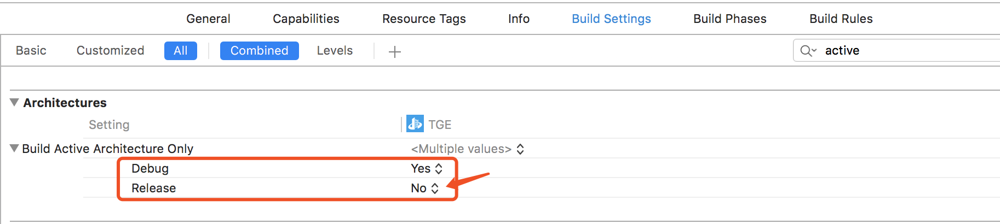 General Capabilities Resource Tags Info Build Settings Build Phases Build Rules
Basic Customized All Combined Levels active
Architectures
Setting TGE
Build Active Architecture Only <Multiple values>
Debug Yes
Release No